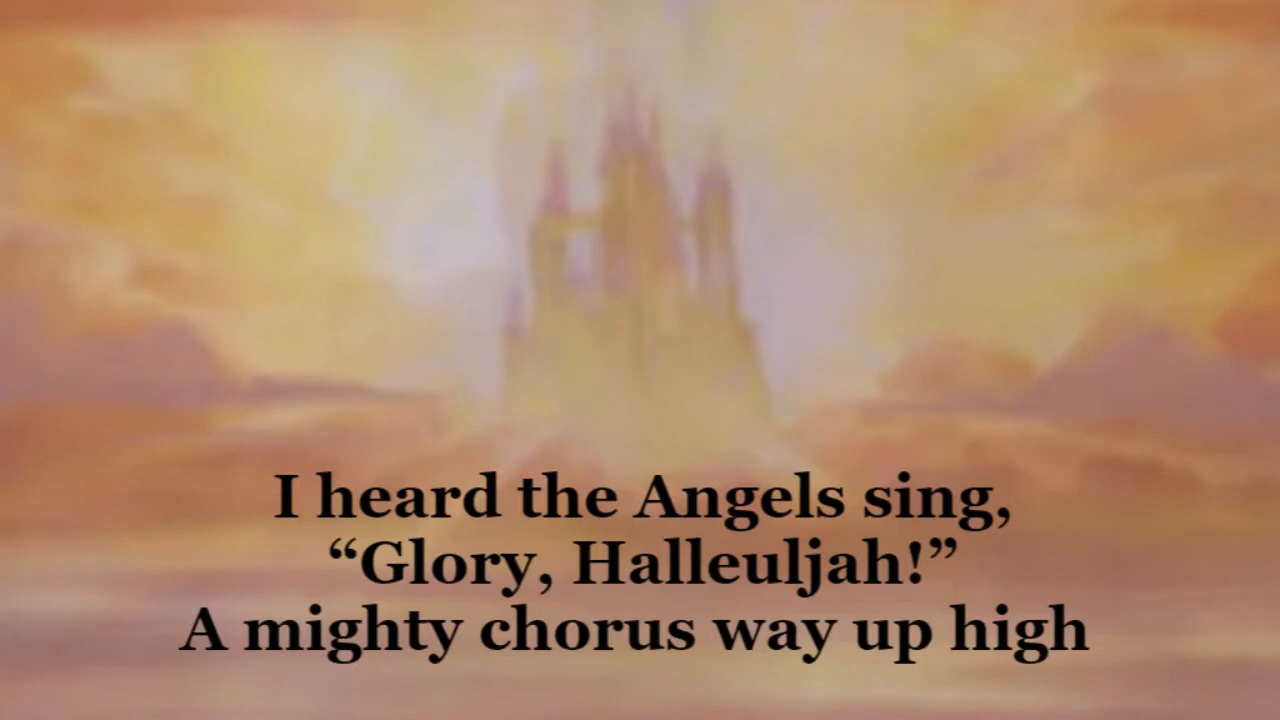 I heard the Angels sing,
“Glory, Halleuljah!”
A mighty chorus way up high